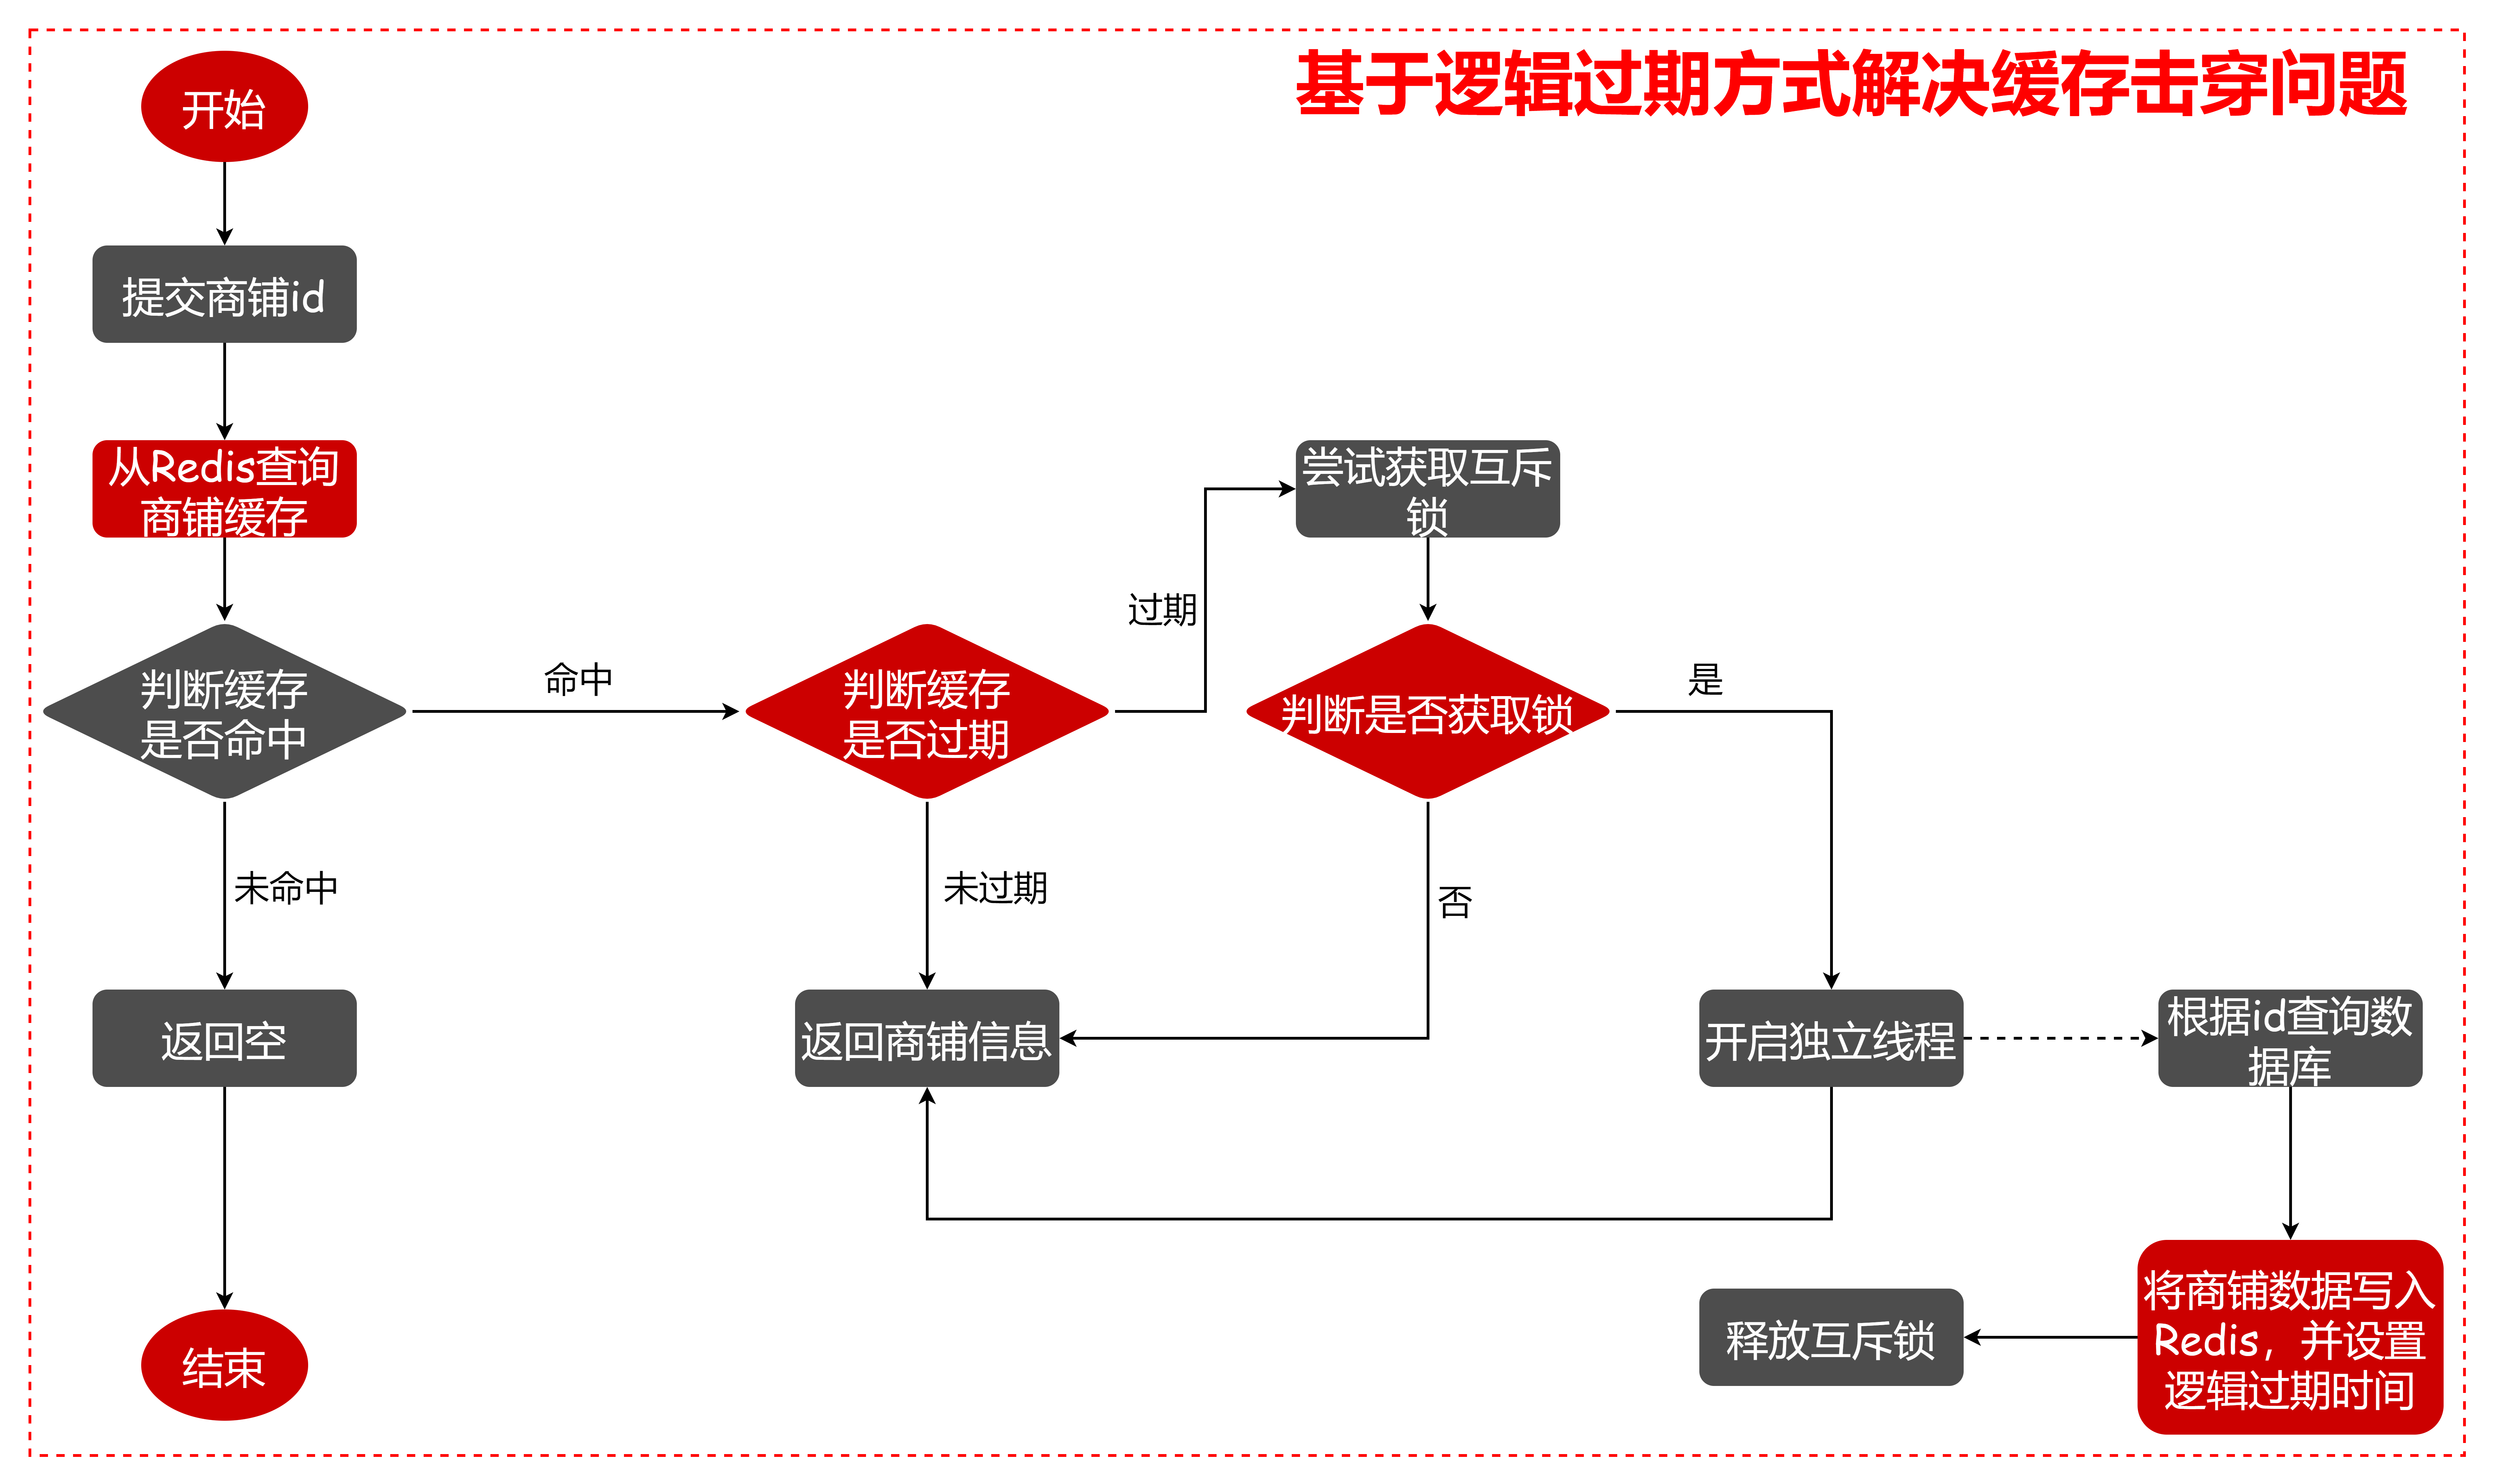 基于逻辑过期方式解决缓存击穿问题
开始
提交商铺id
从Redis查询
商铺缓存
尝试获取互斥
锁
过期
判断缓存
是否命中
命中
判断缓存
是否过期
判断是否获取锁
是
未命中
未过期
否
返回空
返回商铺信息
开启独立线程
根据id查询数
据库
将商铺数据写入
Redis，并设置
逻辑过期时间
释放互斥锁
结束